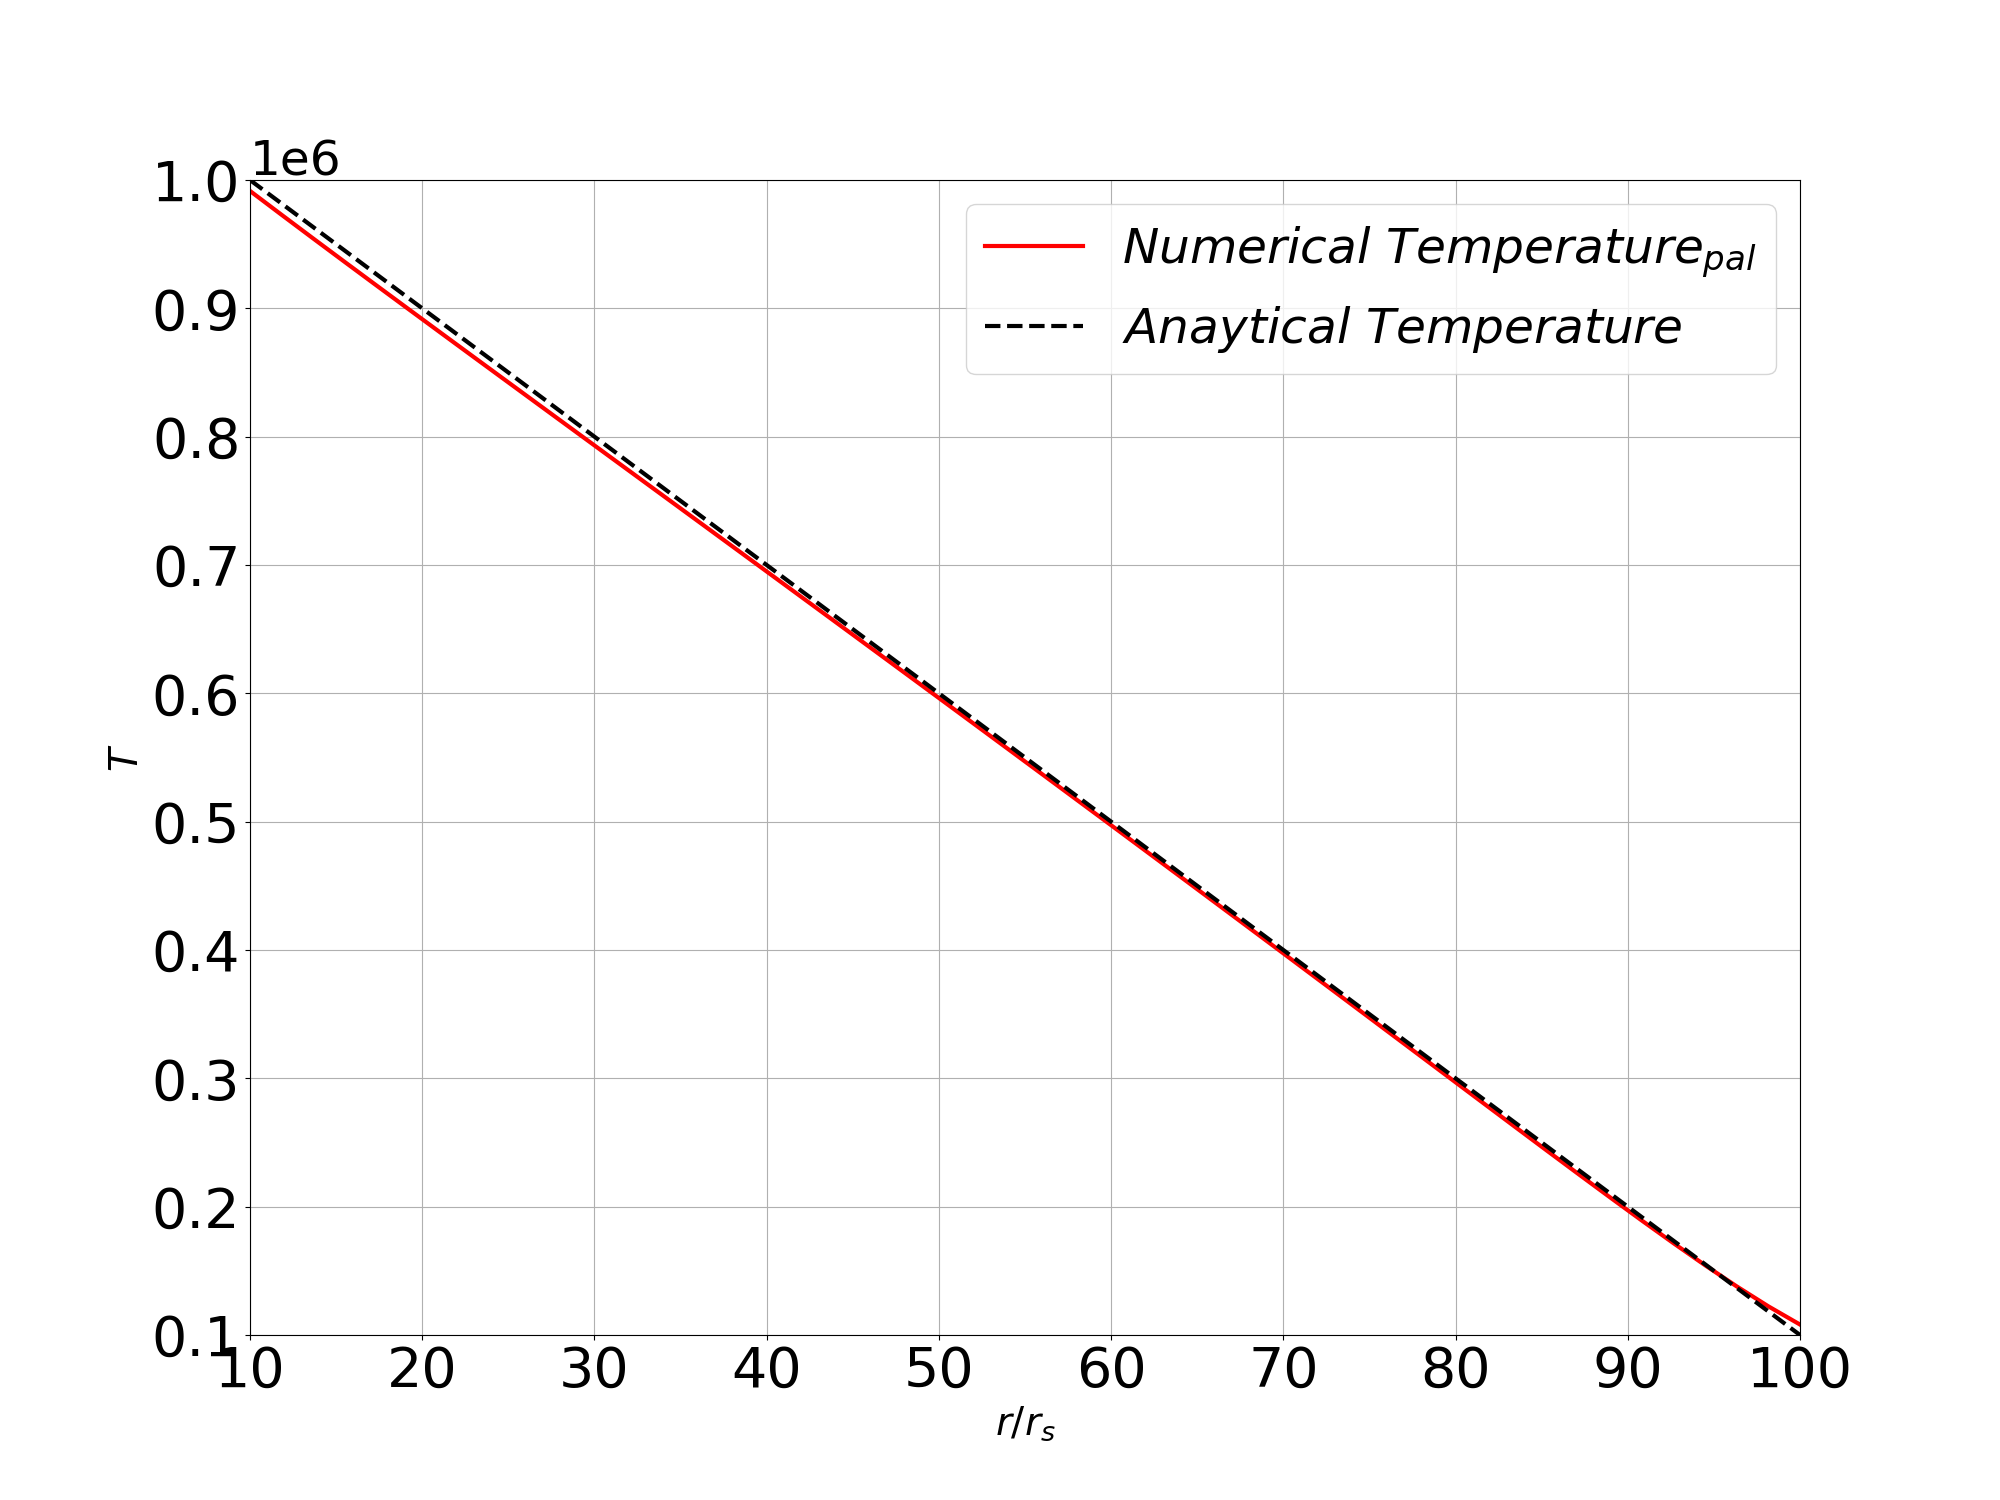 1e6
1.0
0.9
0.8
0.7
0.6
0.5
0.4
0.3
0.2
0.1
T
Numerical Temperature_pal
Anaytical Temperature
10 20 30 40 50 60 70 80 90 100
r/r_s